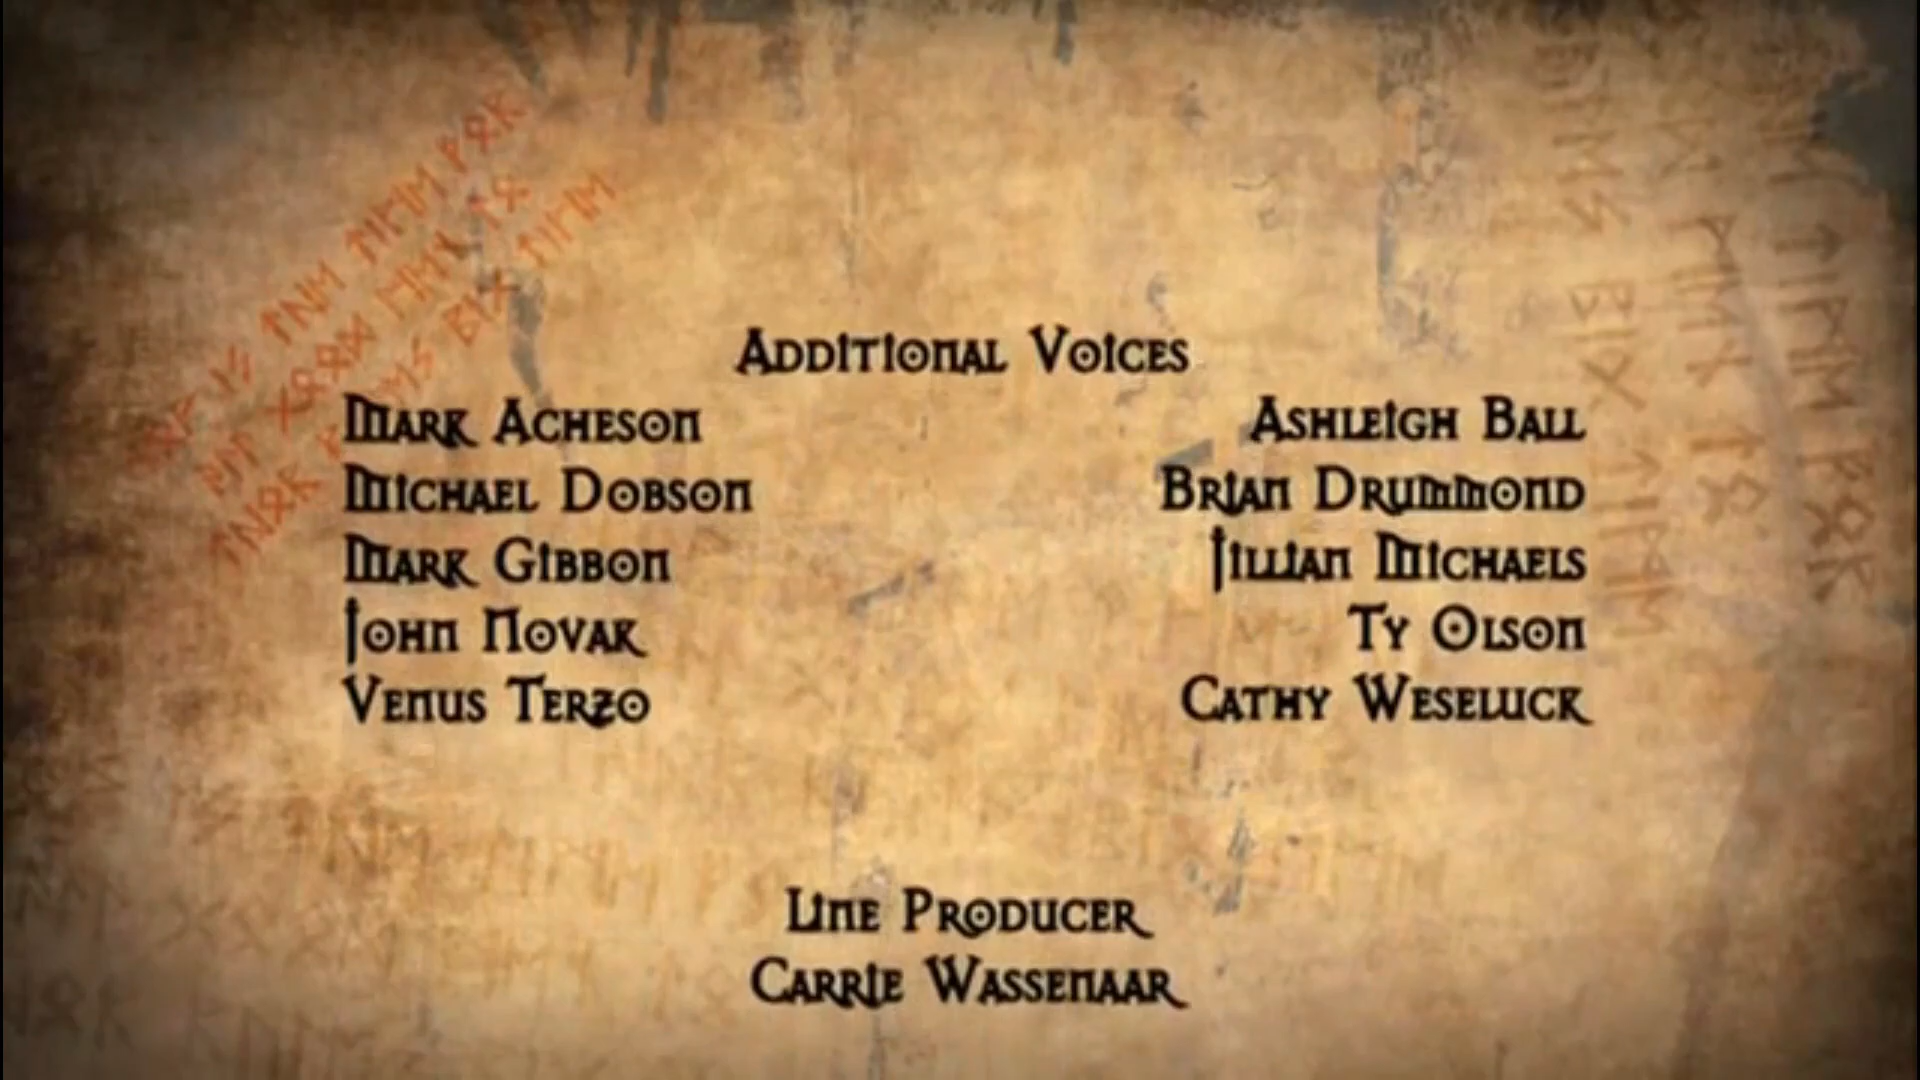 Additional Voices
Mark Acheson Ashleigh Ball
Michael Dobson Brian Drummond
Mark Gibbon Jillian Michaels
John Novak Ty Olson
Venus Terzo Cathy Weseluck
Line Producer
Carrie Wassenaar